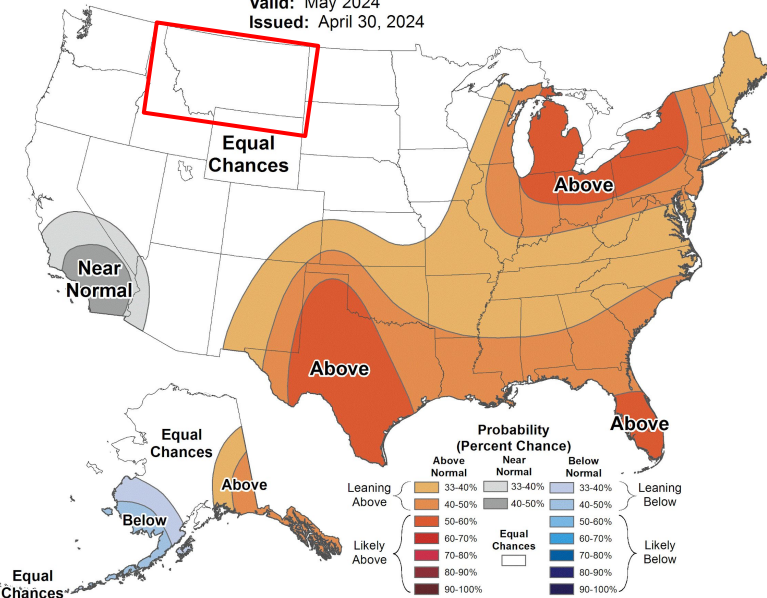 Valid: May 2024
Issued: April 30, 2024
Equal
Chances
Above
Near
Normal
Above
Above
Equal
Chances
Above
Below
Equal
Chances
Probability
(Percent Chance)
Above
Normal
Near
Normal
Below
Normal
Leaning
Above
33-40%
40-50%
33-40%
40-50%
33-40%
40-50%
Leaning
Below
Likely
Above
50-60%
60-70%
70-80%
80-90%
90-100%
Equal
Chances
50-60%
60-70%
70-80%
80-90%
90-100%
Likely
Below